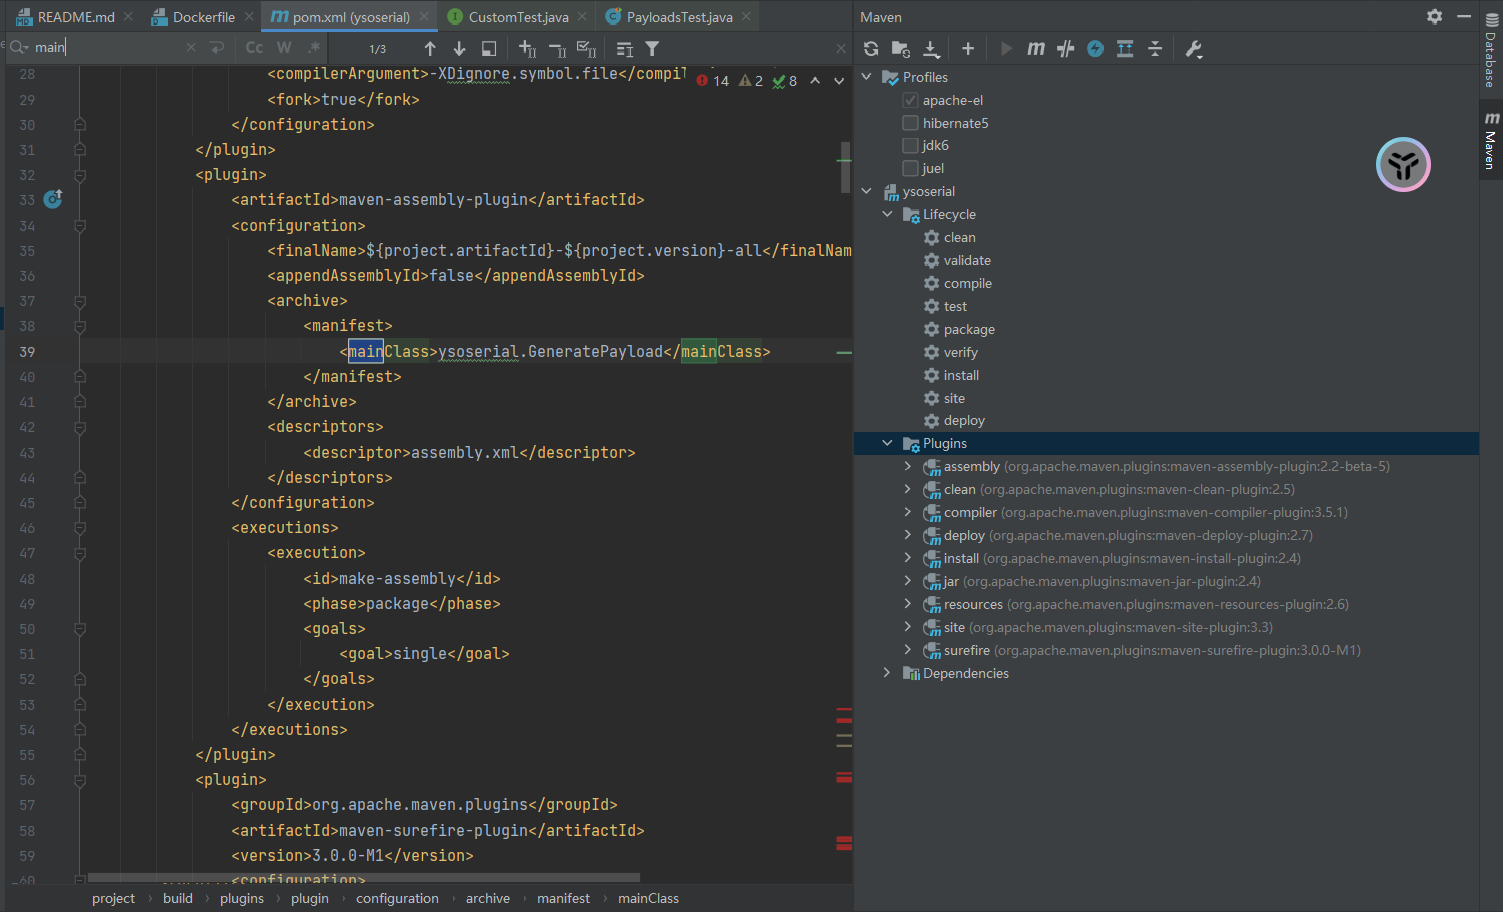 README.md
Dockerfile
pom.xml (ysoserial)
CustomTest.java
PayloadsTest.java
Maven
main
Cc
W
.*
1/3
14
2
8
28 <compilerArgument>-XDignore.symbol.file</compil
29 <fork>true</fork>
30 </configuration>
31 </plugin>
32 <plugin>
33 <artifactId>maven-assembly-plugin</artifactId>
34 <configuration>
35 <finalName>${project.artifactId}-${project.version}-all</finalNam
36 <appendAssemblyId>false</appendAssemblyId>
37 <archive>
38 <manifest>
39 <mainClass>ysoserial.GeneratePayload</mainClass>
40 </manifest>
41 </archive>
42 <descriptors>
43 <descriptor>assembly.xml</descriptor>
44 </descriptors>
45 </configuration>
46 <executions>
47 <execution>
48 <id>make-assembly</id>
49 <phase>package</phase>
50 <goals>
51 <goal>single</goal>
52 </goals>
53 </execution>
54 </executions>
55 </plugin>
56 <plugin>
57 <groupId>org.apache.maven.plugins</groupId>
58 <artifactId>maven-surefire-plugin</artifactId>
59 <version>3.0.0-M1</version>
60 <configuration>
project › build › plugins › plugin › configuration › archive › manifest › mainClass
Profiles
apache-el
hibernate5
jdk6
juel
ysoserial
Lifecycle
clean
validate
compile
test
package
verify
install
site
deploy
Plugins
assembly (org.apache.maven.plugins:maven-assembly-plugin:2.2-beta-5)
clean (org.apache.maven.plugins:maven-clean-plugin:2.5)
compiler (org.apache.maven.plugins:maven-compiler-plugin:3.5.1)
deploy (org.apache.maven.plugins:maven-deploy-plugin:2.7)
install (org.apache.maven.plugins:maven-install-plugin:2.4)
jar (org.apache.maven.plugins:maven-jar-plugin:2.4)
resources (org.apache.maven.plugins:maven-resources-plugin:2.6)
site (org.apache.maven.plugins:maven-site-plugin:3.3)
surefire (org.apache.maven.plugins:maven-surefire-plugin:3.0.0-M1)
Dependencies
Database
Maven